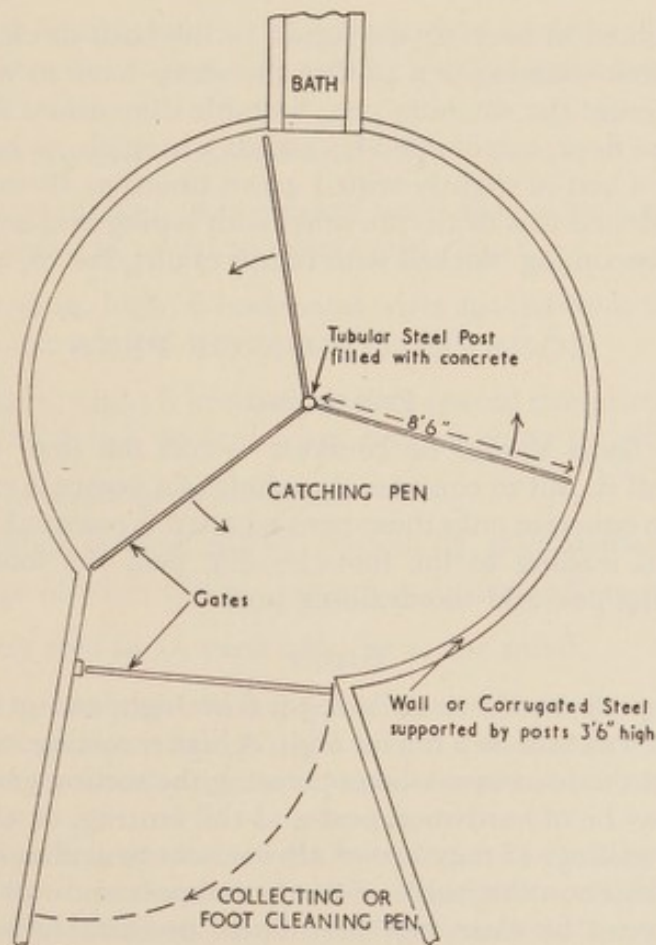 BATH
Tubular Steel Post
filled with concrete
8'6"
CATCHING PEN
Gates
Wall or Corrugated Steel
supported by posts 3'6" high
COLLECTING OR
FOOT CLEANING PEN